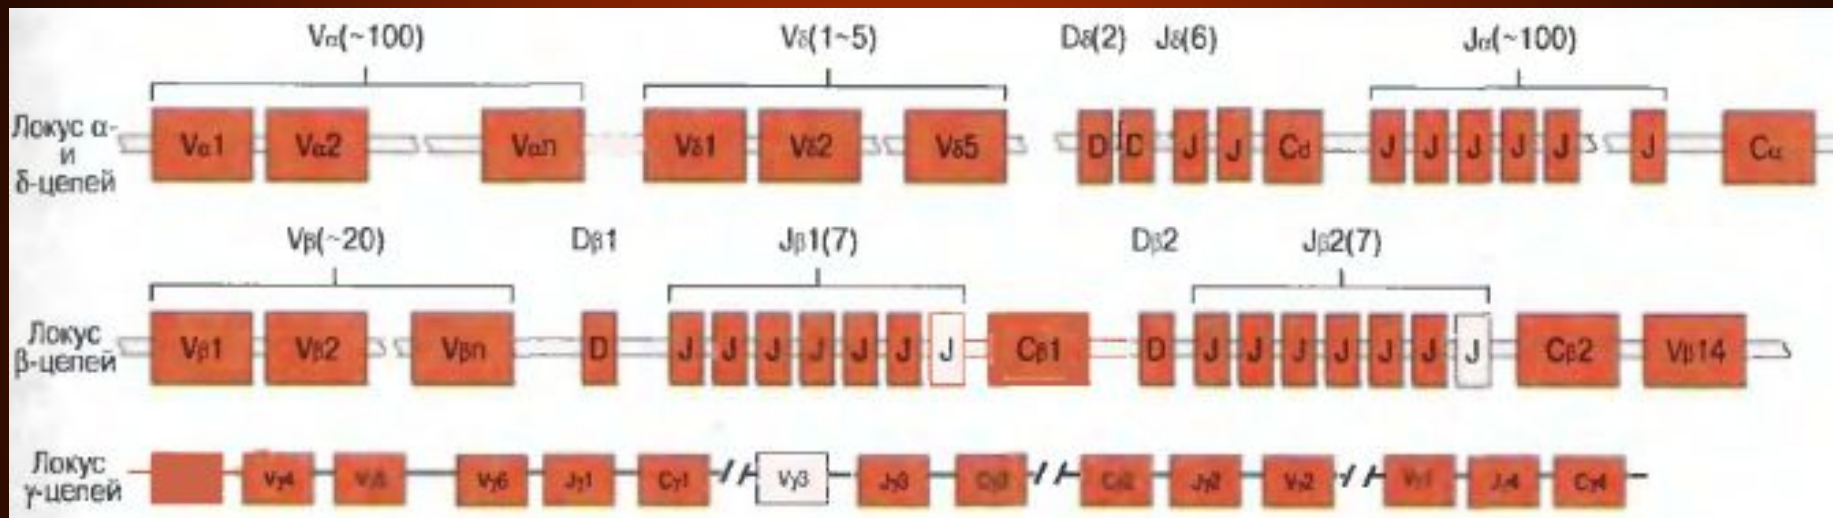 Vα(~100) Vδ(1~5) Dδ(2) Jδ(6) Jα(~100)
Локус α- и δ-цепей
Vα1 Vα2 Vαn Vδ1 Vδ2 Vδ5 D D J J Cd J J J J J J Cα
Vβ(~20) Dβ1 Jβ1(7) Dβ2 Jβ2(7)
Локус β-цепей
Vβ1 Vβ2 Vβn D J J J J J J J Cβ1 D J J J J J J J Cβ2 Vβ14
Локус γ-цепей
Vγ4 Vγ6 Jγ1 Cγ1 Vγ3 Jγ3 Jγ2 Vγ2 Jγ4 Cγ4